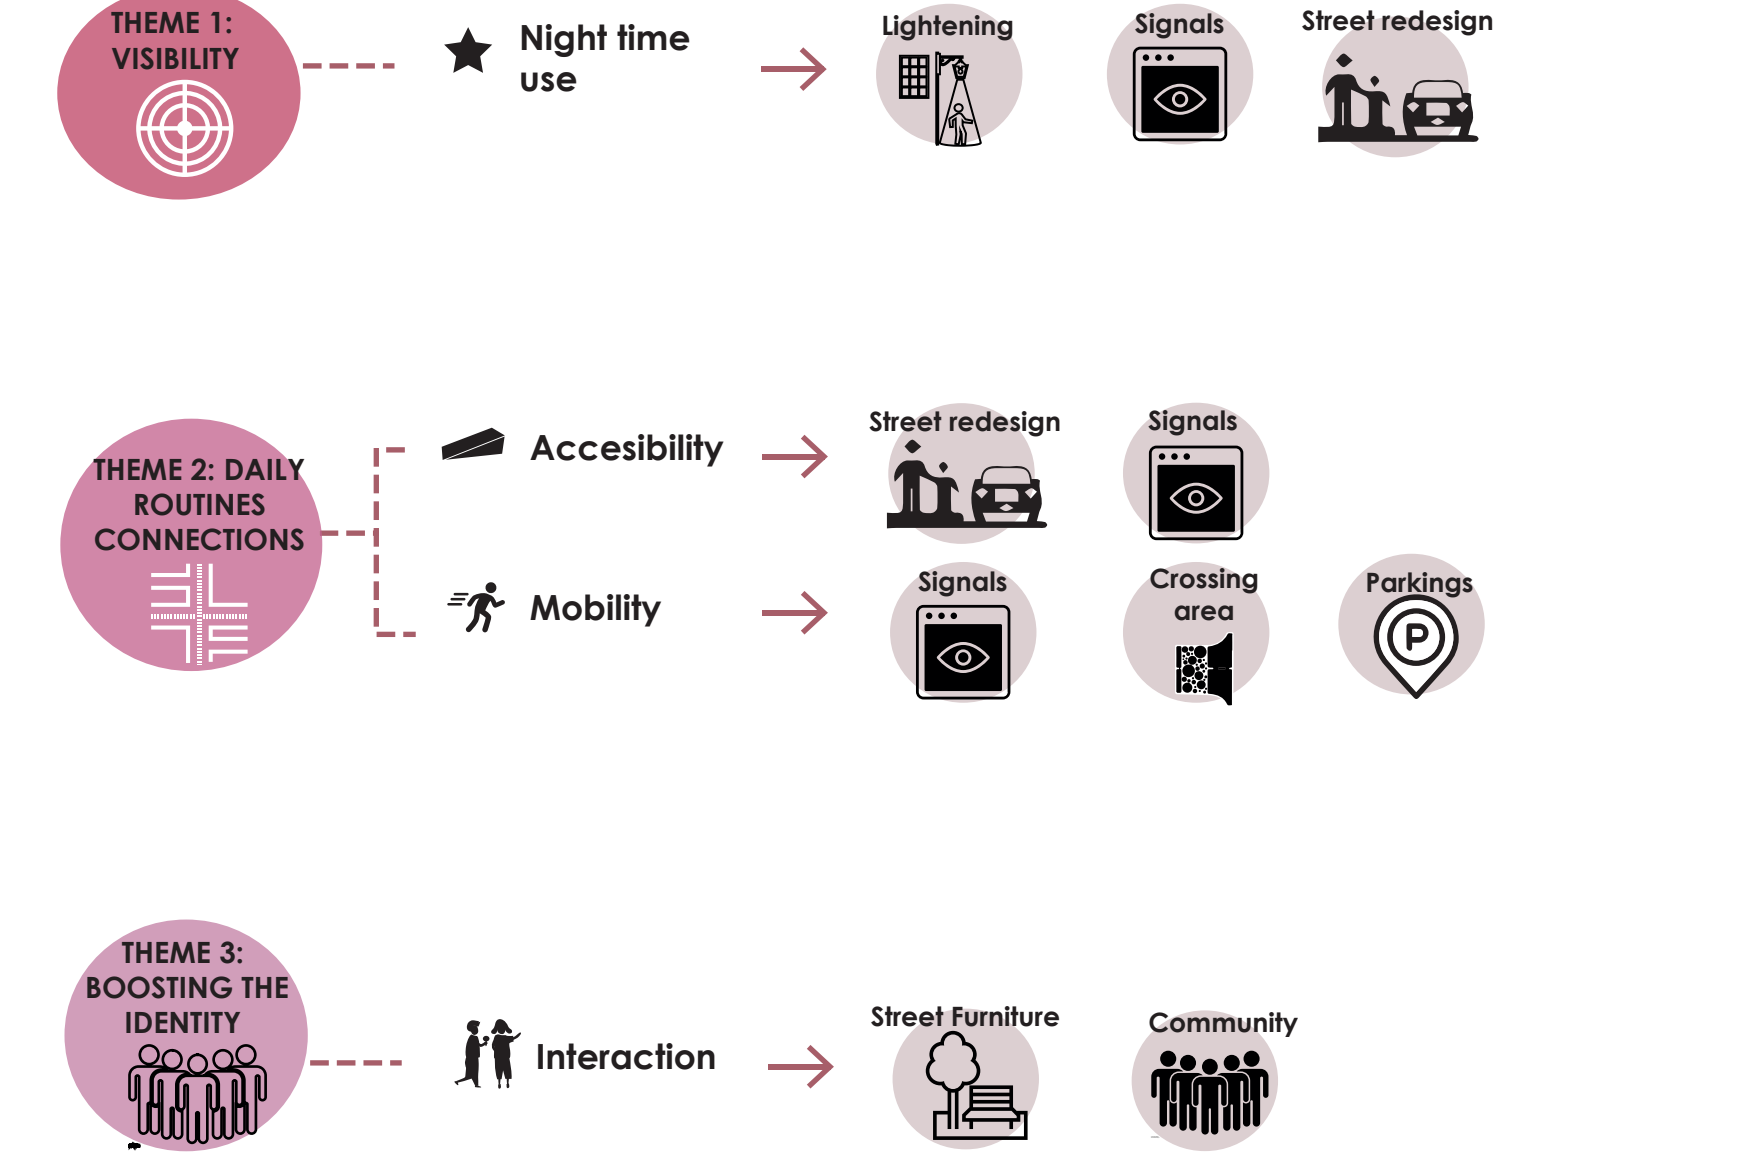 THEME 1:
VISIBILITY
Night time
use
Lightening
Signals
Street redesign
THEME 2: DAILY
ROUTINES
CONNECTIONS
Accesibility
Street redesign
Signals
Mobility
Signals
Crossing
area
Parkings
P
THEME 3:
BOOSTING THE
IDENTITY
Interaction
Street Furniture
Community